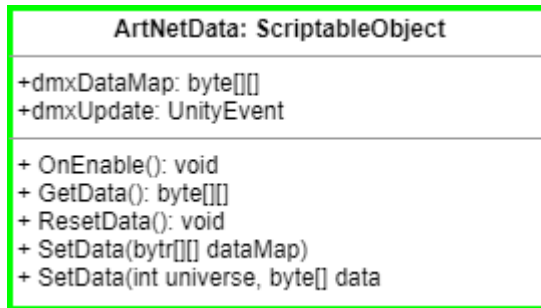 ArtNetData: ScriptableObject
+dmxDataMap: byte[][]
+dmxUpdate: UnityEvent
+ OnEnable(): void
+ GetData(): byte[][]
+ ResetData(): void
+ SetData(bytr[][] dataMap)
+ SetData(int universe, byte[] data